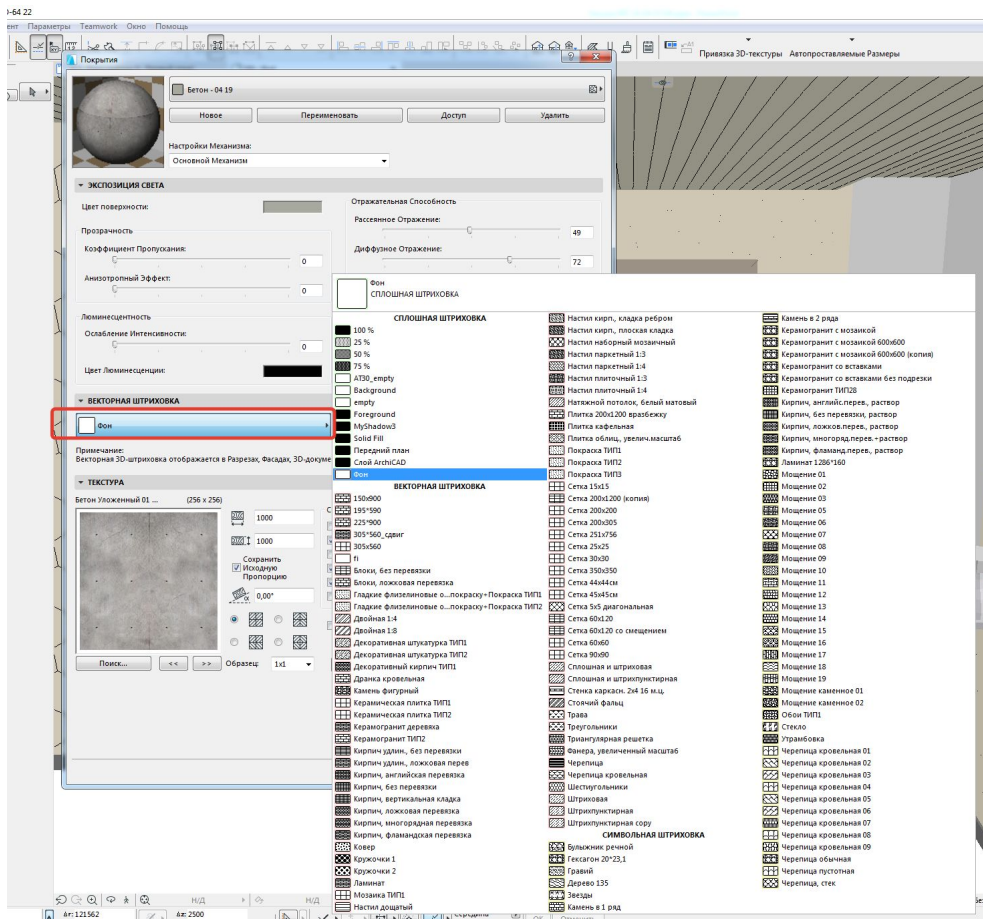 0-64 22
ент Параметры Teamwork Окно Помощь
Привязка 3D-текстуры Автопроставляемые Размеры
Покрытия
Бетон - 04 19
Новое Переименовать Доступ Удалить
Настройки Механизма:
Основной Механизм
ЭКСПОЗИЦИЯ СВЕТА
Цвет поверхности:
Прозрачность
Коэффициент Пропускания:
0
Анизотропный Эффект:
0
Люминесцентность
Ослабление Интенсивности:
0
Цвет Люминесценции:
Отражательная Способность
Рассеянное Отражение:
49
Диффузное Отражение:
72
ВЕКТОРНАЯ ШТРИХОВКА
Фон
Примечание:
Векторная 3D-штриховка отображается в Разрезах, Фасадах, 3D-докуме
ТЕКСТУРА
Бетон Уложенный 01 ... (256 x 256)
1000
1000
Сохранить
Исходную
Пропорцию
α 0,00°
Поиск... << >> Образец: 1x1
Фон
СПЛОШНАЯ ШТРИХОВКА
СПЛОШНАЯ ШТРИХОВКА
100 %
25 %
50 %
75 %
AT30_empty
Background
empty
Foreground
MyShadow3
Solid Fill
Передний план
Слой ArchiCAD
Фон
ВЕКТОРНАЯ ШТРИХОВКА
150x900
195*590
225*900
305*560_сдвиг
305x560
fi
Блоки, без перевязки
Блоки, ложковая перевязка
Гладкие флизелиновые о...покраску+Покраска ТИП1
Гладкие флизелиновые о...покраску+Покраска ТИП2
Двойная 1:4
Двойная 1:8
Декоративная штукатурка ТИП1
Декоративная штукатурка ТИП2
Декоративный кирпич ТИП1
Дранка кровельная
Камень фигурный
Керамическая плитка ТИП1
Керамическая плитка ТИП2
Керамогранит деревяха
Керамогранит ТИП2
Кирпич удлин., без перевязки
Кирпич удлин., ложковая перев
Кирпич, английская перевязка
Кирпич, без перевязки
Кирпич, вертикальная кладка
Кирпич, ложковая перевязка
Кирпич, многорядная перевязка
Кирпич, фламандская перевязка
Ковер
Кружочки 1
Кружочки 2
Ламинат
Мозаика ТИП1
Настил дощатый
Настил кирп., кладка ребром
Настил кирп., плоская кладка
Настил наборный мозаичный
Настил паркетный 1:3
Настил паркетный 1:4
Настил плиточный 1:3
Настил плиточный 1:4
Натяжной потолок, белый матовый
Плитка 200x1200 вразбежку
Плитка кафельная
Плитка облиц., увелич.масштаб
Покраска ТИП1
Покраска ТИП2
Покраска ТИП3
Сетка 15x15
Сетка 200x1200 (копия)
Сетка 200x200
Сетка 200x305
Сетка 251x756
Сетка 25x25
Сетка 30x30
Сетка 350x350
Сетка 44x44см
Сетка 45x45см
Сетка 5x5 диагональная
Сетка 60x120
Сетка 60x120 со смещением
Сетка 60x60
Сетка 90x90
Сплошная и штриховая
Сплошная и штрихпунктирная
Стенка каркасн. 2x4 16 м.ц.
Стоячий фальц
Трава
Треугольники
Триангулярная решетка
Фанера, увеличенный масштаб
Черепица
Черепица кровельная
Шестиугольники
Штриховая
Штрихпунктирная
Штрихпунктирная copy
СИМВОЛЬНАЯ ШТРИХОВКА
Булыжник речной
Гексагон 20*23,1
Гравий
Дерево 135
Звезды
Камень в 1 ряд
Камень в 2 ряда
Керамогранит с мозаикой
Керамогранит с мозаикой 600x600
Керамогранит с мозаикой 600x600 (копия)
Керамогранит со вставками
Керамогранит со вставками без подрезки
Керамогранит ТИП28
Кирпич, английс.перев., раствор
Кирпич, без перевязки, раствор
Кирпич, ложков.перев., раствор
Кирпич, многоряд.перев.+раствор
Кирпич, фламанд.перев., раствор
Ламинат 1286*160
Мощение 01
Мощение 02
Мощение 03
Мощение 05
Мощение 06
Мощение 07
Мощение 08
Мощение 09
Мощение 10
Мощение 11
Мощение 12
Мощение 13
Мощение 14
Мощение 15
Мощение 16
Мощение 17
Мощение 18
Мощение 19
Мощение каменное 01
Мощение каменное 02
Обои ТИП1
Стекло
Утрамбовка
Черепица кровельная 01
Черепица кровельная 02
Черепица кровельная 03
Черепица кровельная 04
Черепица кровельная 05
Черепица кровельная 06
Черепица кровельная 07
Черепица кровельная 08
Черепица кровельная 09
Черепица обычная
Черепица пустотная
Черепица, стек
Н/Д Н/Д
Δr: 121562 Δz: 2500